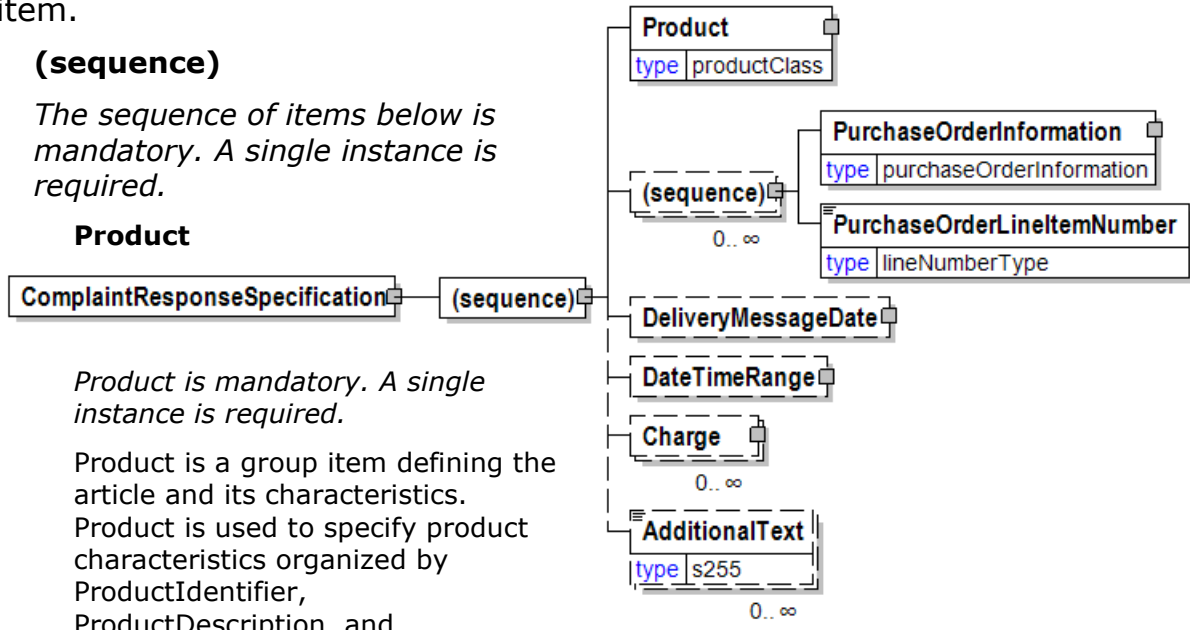 item.
(sequence)
The sequence of items below is
mandatory. A single instance is
required.
Product
Product is mandatory. A single
instance is required.
Product is a group item defining the
article and its characteristics.
Product is used to specify product
characteristics organized by
ProductIdentifier,
ProductDescription, and
ComplaintResponseSpecification
(sequence)
Product
type productClass
(sequence)
0.. ∞
PurchaseOrderInformation
type purchaseOrderInformation
PurchaseOrderLineItemNumber
type lineNumberType
DeliveryMessageDate
DateTimeRange
Charge
0.. ∞
AdditionalText
type s255
0.. ∞